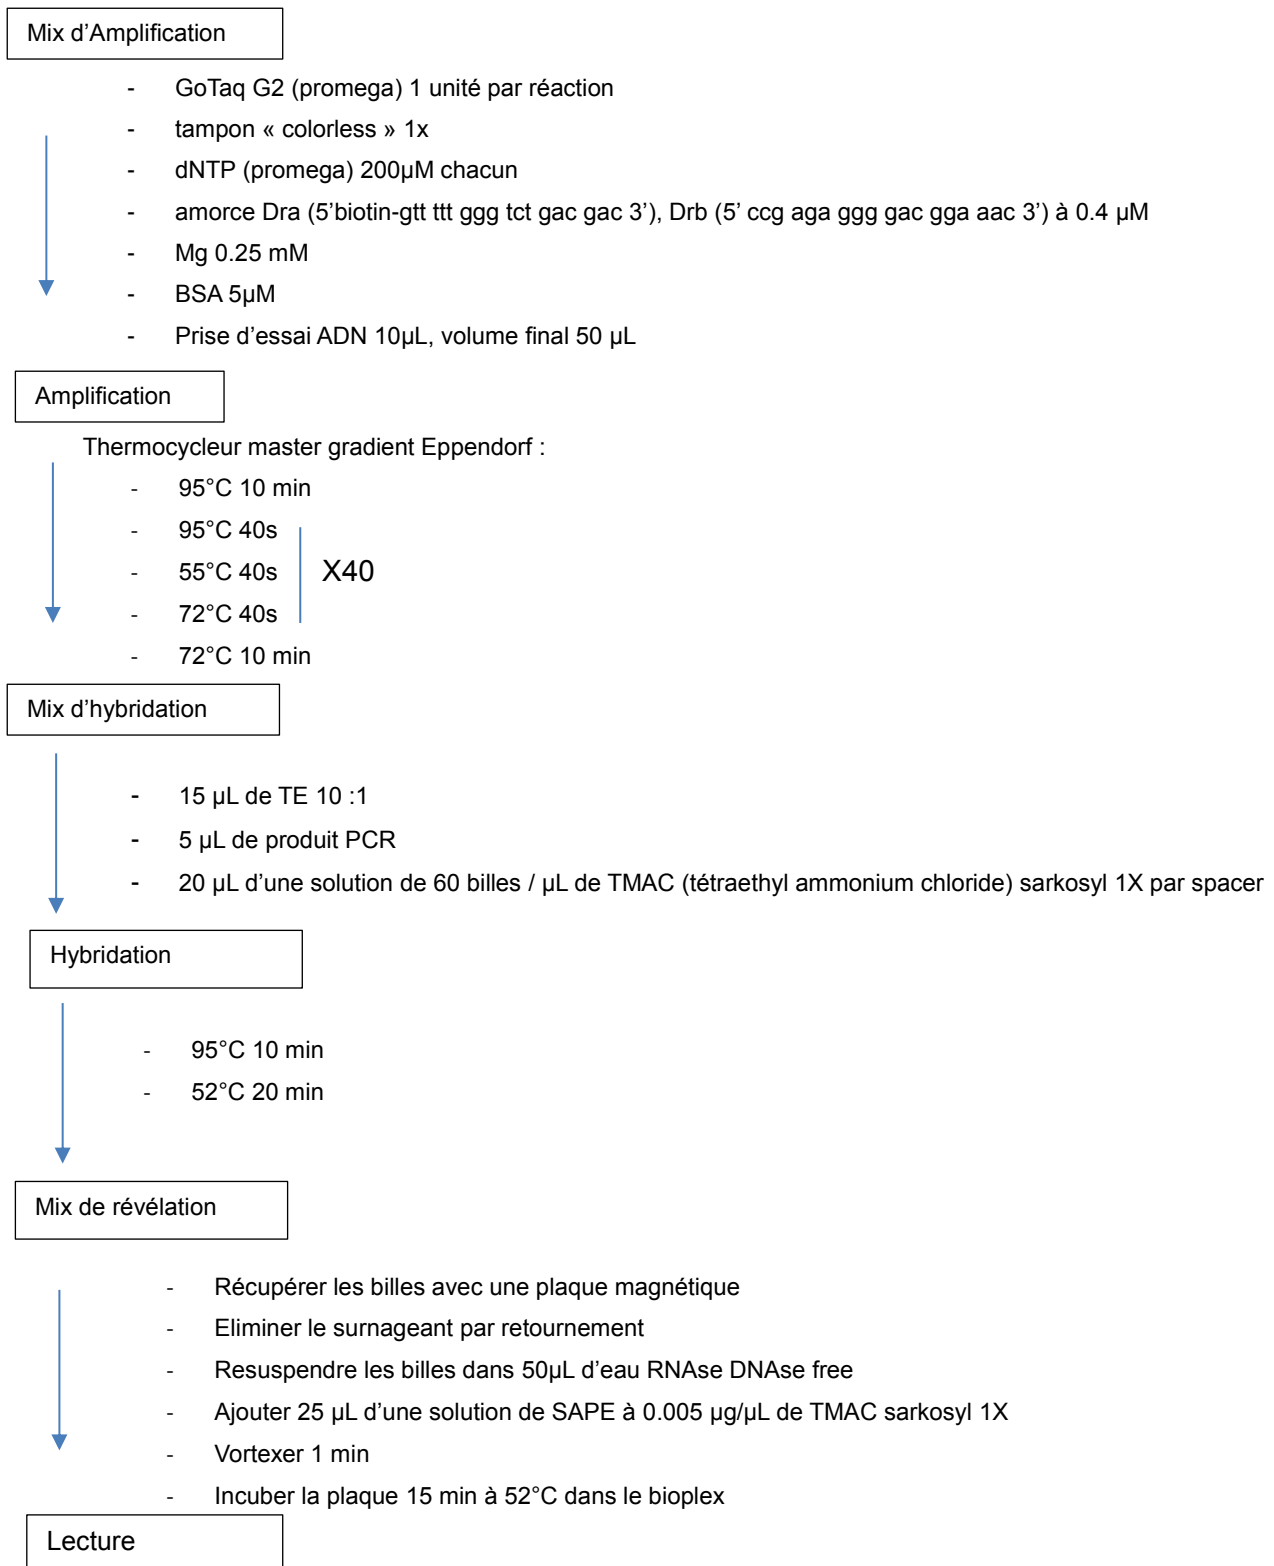 Mix d’Amplification
- GoTaq G2 (promega) 1 unité par réaction
- tampon « colorless » 1x
- dNTP (promega) 200µM chacun
- amorce Dra (5’biotin-gtt ttt ggg tct gac gac 3’), Drb (5’ ccg aga ggg gac gga aac 3’) à 0.4 µM
- Mg 0.25 mM
- BSA 5µM
- Prise d’essai ADN 10µL, volume final 50 µL
Amplification
Thermocycleur master gradient Eppendorf :
- 95°C 10 min
- 95°C 40s
- 55°C 40s X40
- 72°C 40s
- 72°C 10 min
Mix d’hybridation
- 15 µL de TE 10 :1
- 5 µL de produit PCR
- 20 µL d’une solution de 60 billes / µL de TMAC (tétraethyl ammonium chloride) sarkosyl 1X par spacer
Hybridation
- 95°C 10 min
- 52°C 20 min
Mix de révélation
- Récupérer les billes avec une plaque magnétique
- Eliminer le surnageant par retournement
- Resuspendre les billes dans 50µL d’eau RNAse DNAse free
- Ajouter 25 µL d’une solution de SAPE à 0.005 µg/µL de TMAC sarkosyl 1X
- Vortexer 1 min
- Incuber la plaque 15 min à 52°C dans le bioplex
Lecture